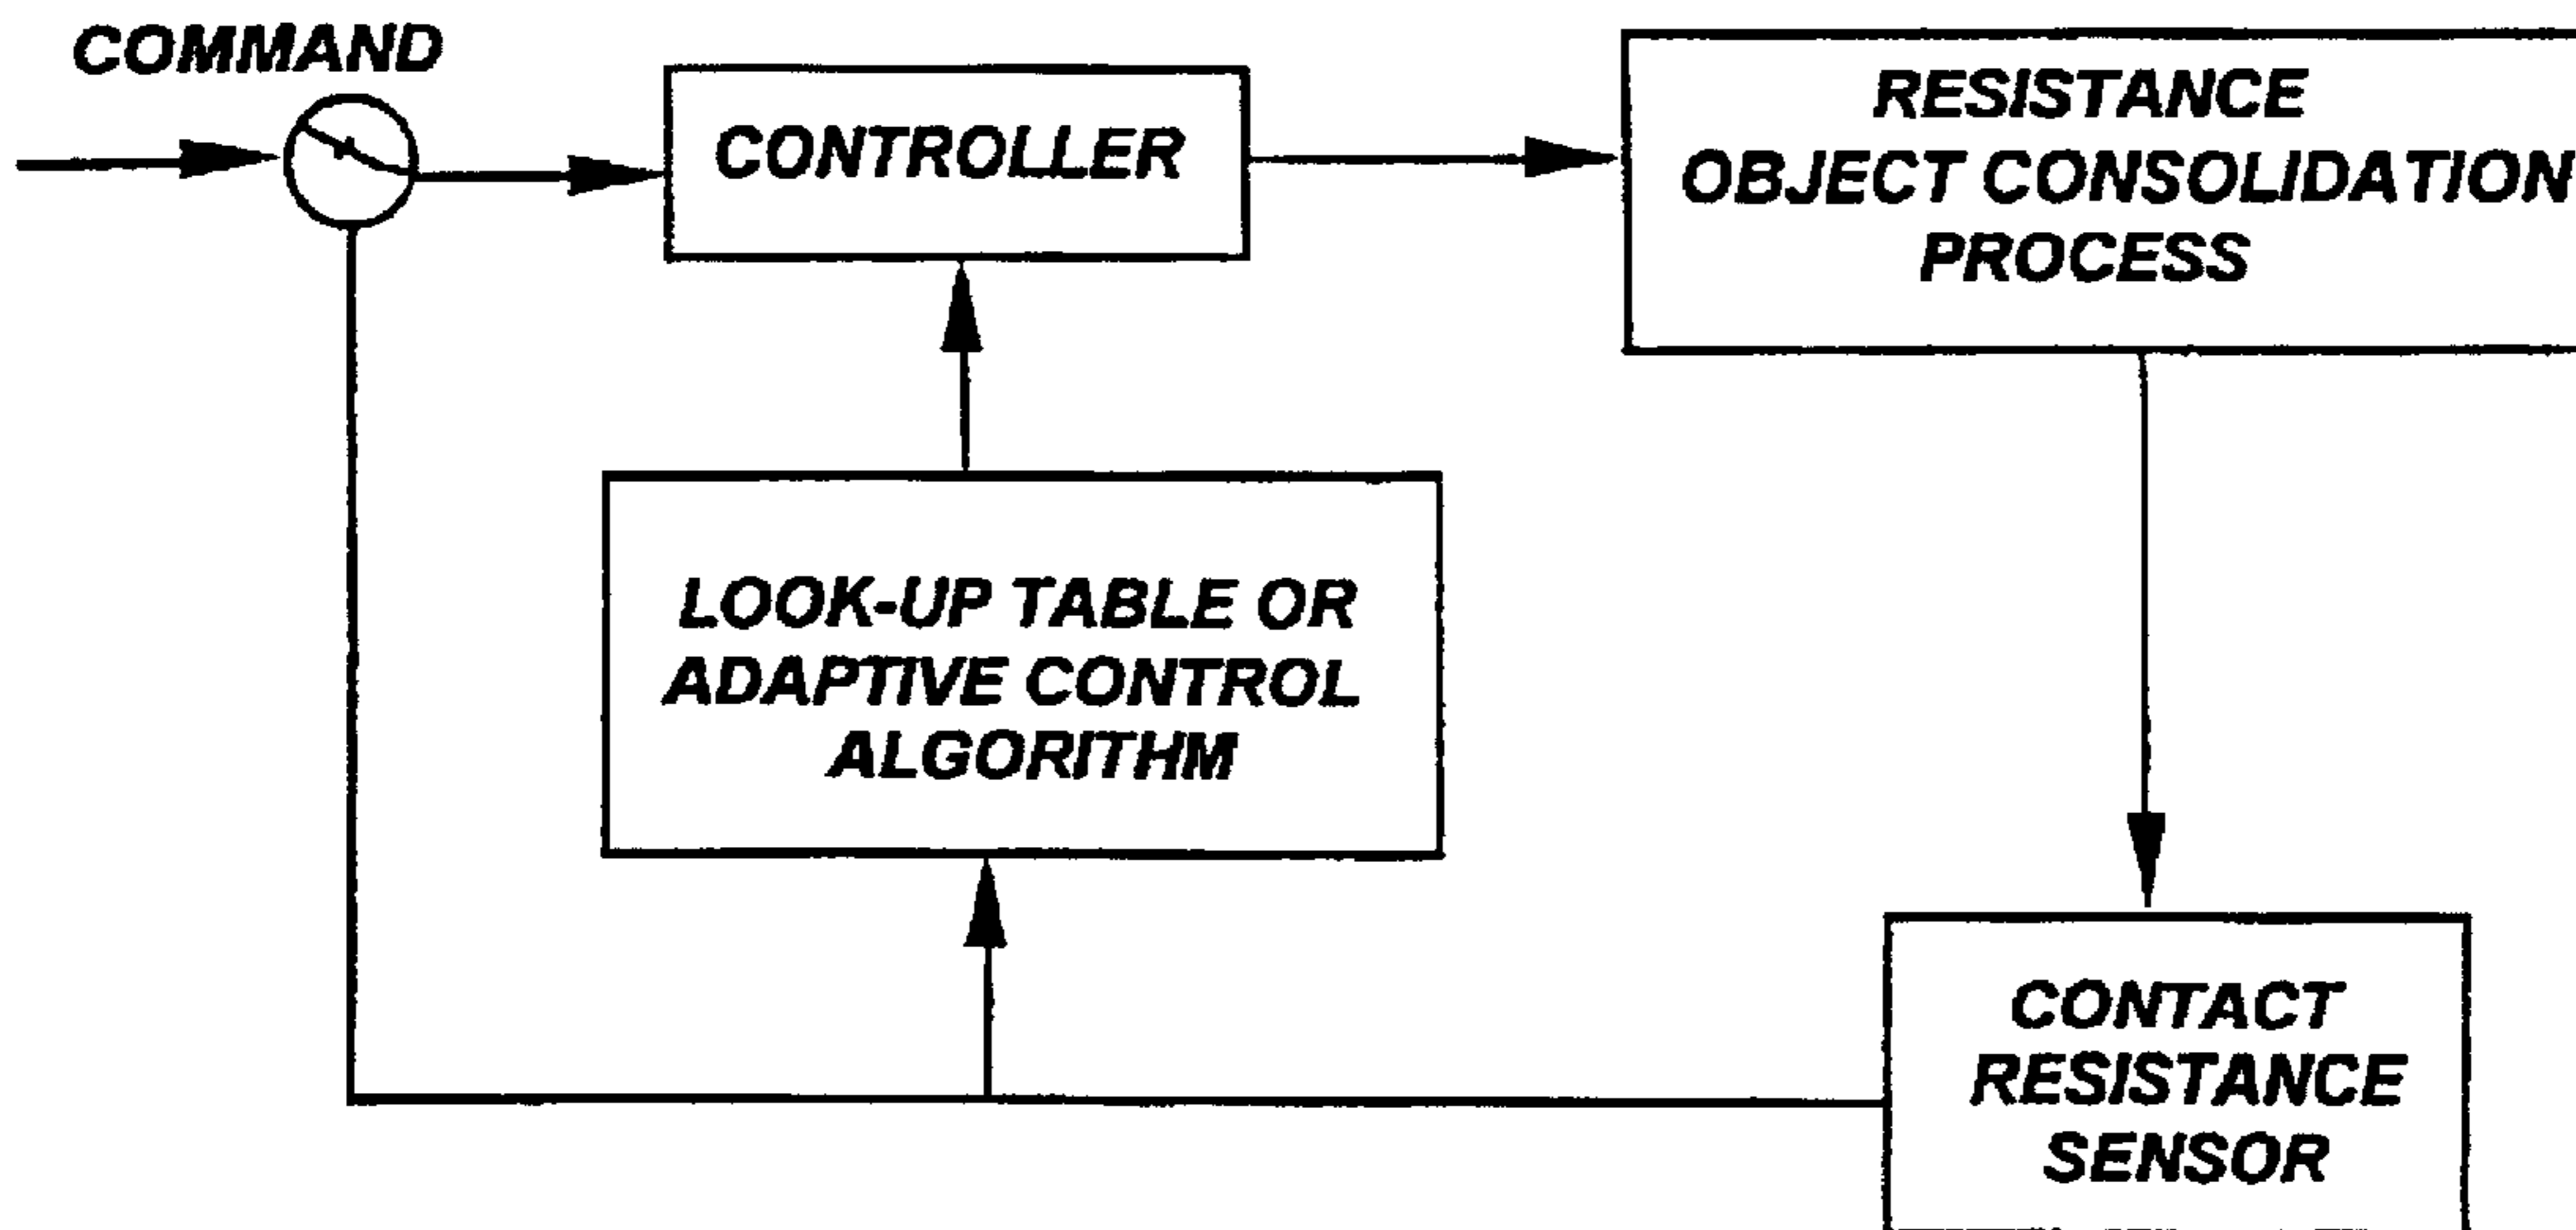 COMMAND
CONTROLLER
RESISTANCE
OBJECT CONSOLIDATION
PROCESS
LOOK-UP TABLE OR
ADAPTIVE CONTROL
ALGORITHM
CONTACT
RESISTANCE
SENSOR